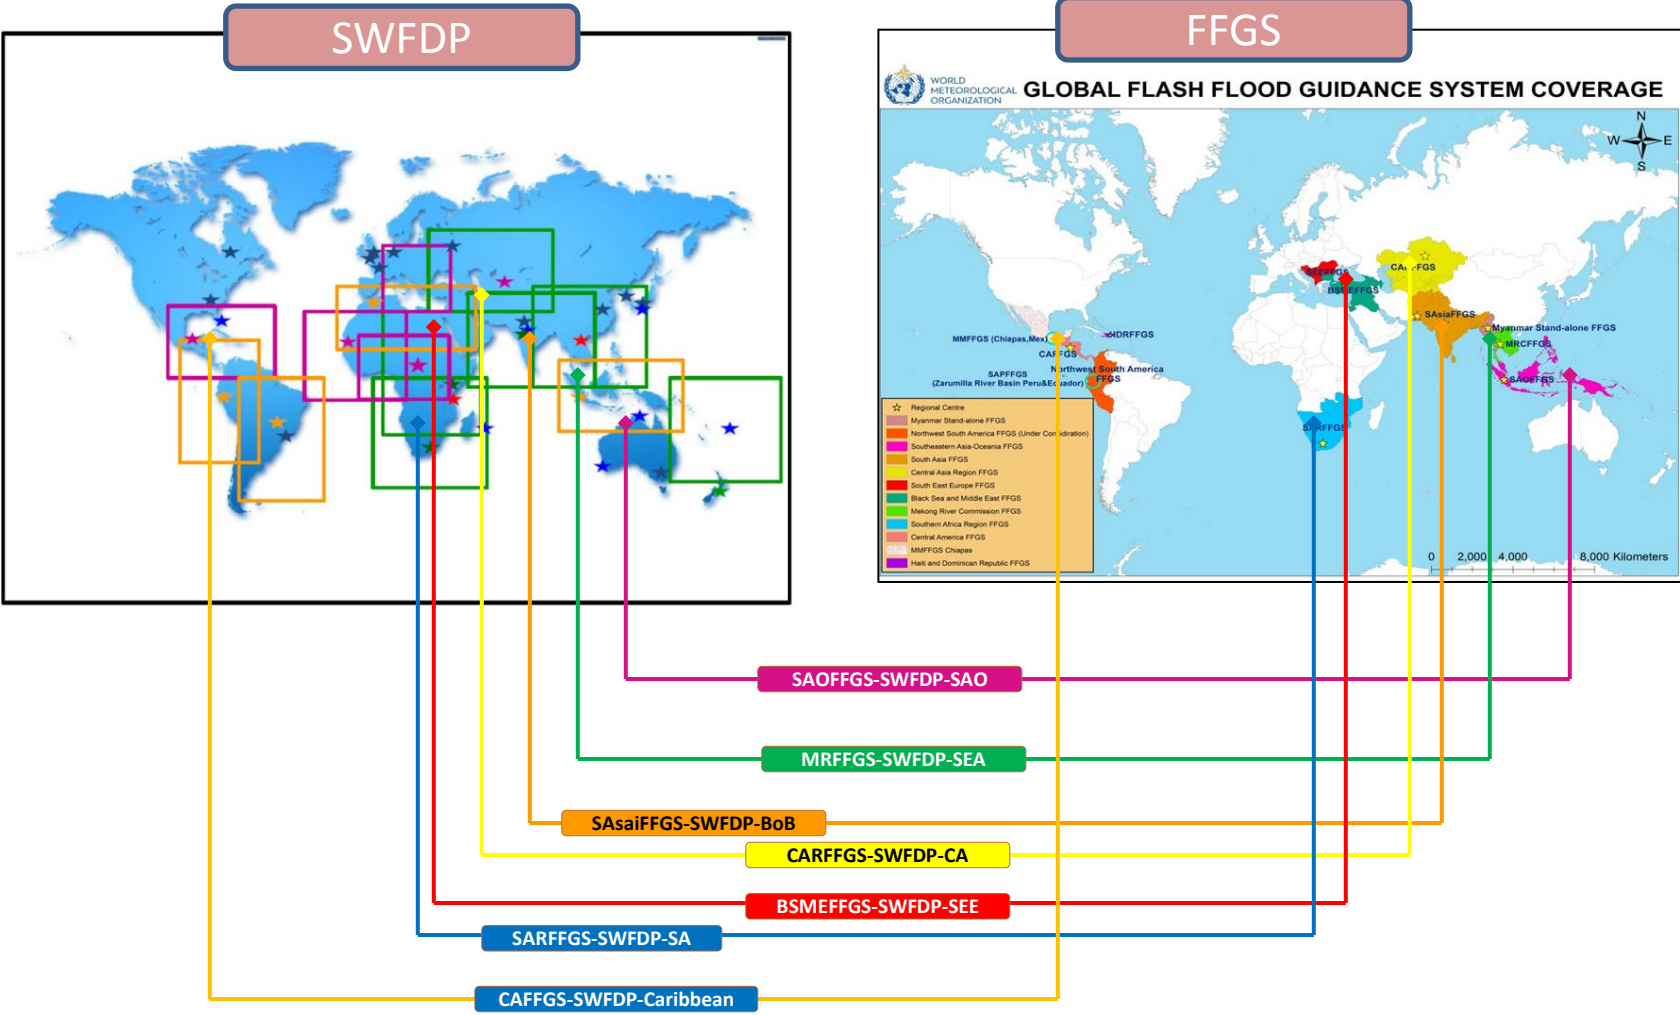 SWFDP
FFGS
WORLD
METEOROLOGICAL
ORGANIZATION
GLOBAL FLASH FLOOD GUIDANCE SYSTEM COVERAGE
N
W
E
S
SEEFFGS
BSMEFFGS
SAsiaFFGS
Myanmar Stand-alone FFGS
MRCFFGS
SAOFFGS
HDRFFGS
MMFFGS (Chiapas,Mex)
CAFFGS
SAPFFGS
(Zarumilla River Basin Peru&Ecuador)
Northwest South America
FFGS
SARFFGS
Regional Centre
Myanmar Stand-alone FFGS
Northwest South America FFGS (Under Considiration)
Southeastern Asia-Oceania FFGS
South Asia FFGS
Central Asia Region FFGS
South East Europe FFGS
Black Sea and Middle East FFGS
Mekong River Commission FFGS
Southern Africa Region FFGS
Central America FFGS
MMFFGS Chiapas
Haiti and Dominican Republic FFGS
0 2,000 4,000 8,000 Kilometers
SAOFFGS-SWFDP-SAO
MRFFGS-SWFDP-SEA
SAsaiFFGS-SWFDP-BoB
CARFFGS-SWFDP-CA
BSMEFFGS-SWFDP-SEE
SARFFGS-SWFDP-SA
CAFFGS-SWFDP-Caribbean